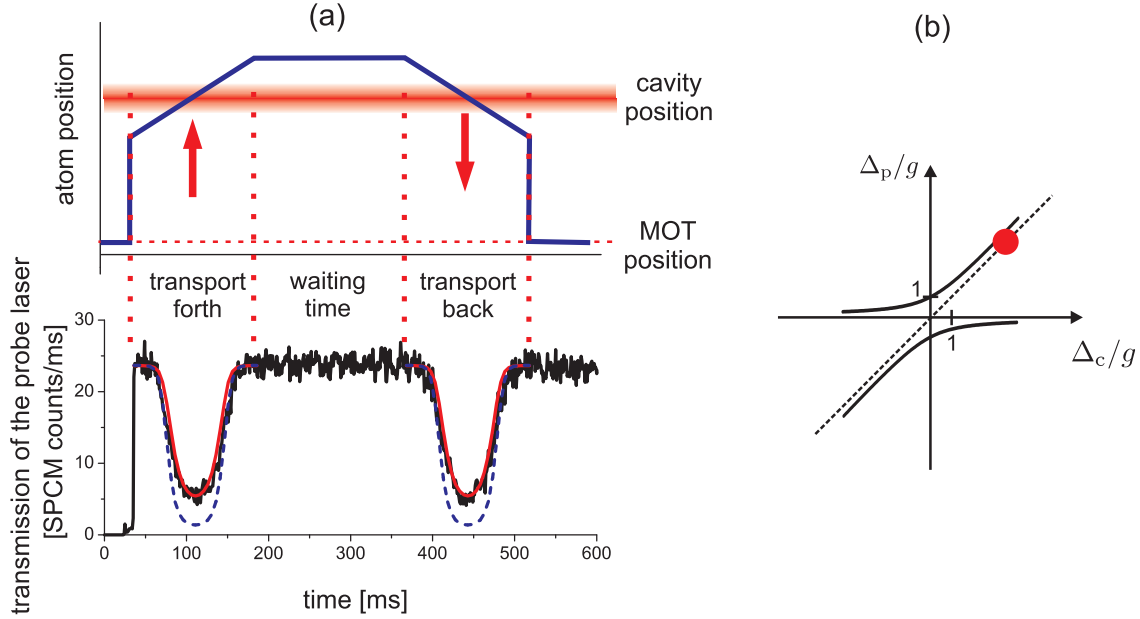 (a)
(b)
atom position
cavity
position
MOT
position
transport
forth
waiting
time
transport
back
transmission of the probe laser
[SPCM counts/ms]
30
20
10
0
0
100
200
300
400
500
600
time [ms]
Δp/g
1
1
Δc/g